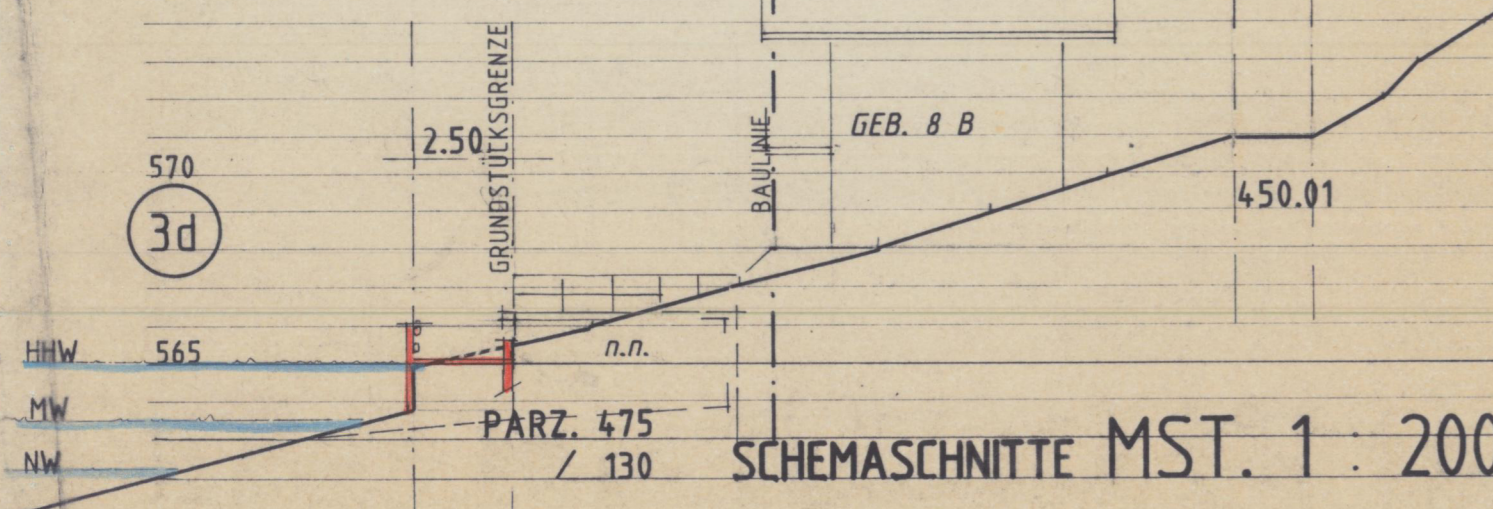 GRUNDSTÜCKSGRENZE
2.50
BAULINIE
GEB. 8 B
570
3d
450.01
HHW
565
n.n.
MW
PARZ. 475
/ 130
NW
SCHEMASCHNITTE MST. 1 : 200